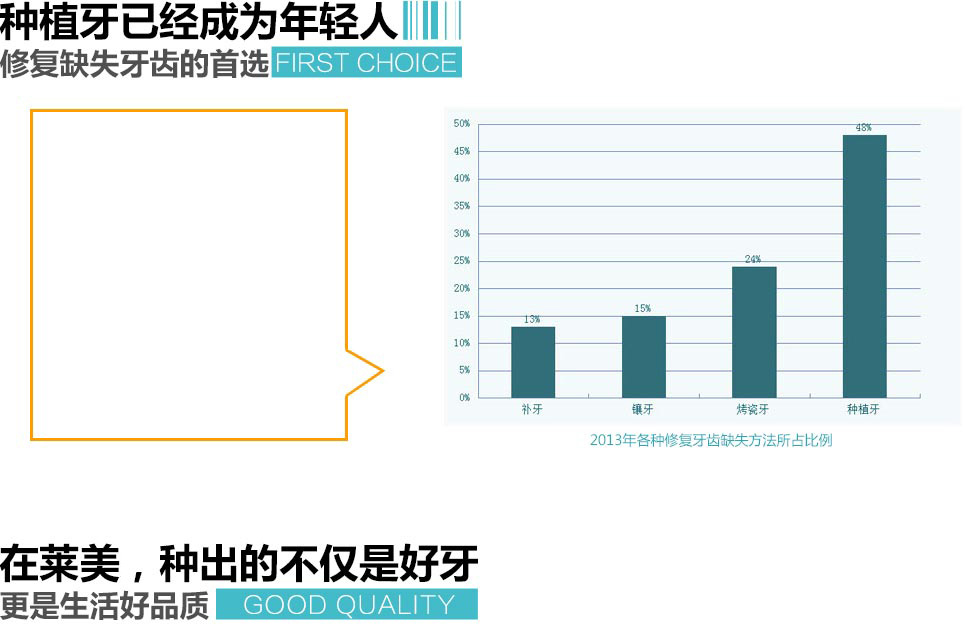 种植牙已经成为年轻人
修复缺失牙齿的首选 FIRST CHOICE
50%
45%
40%
35%
30%
25%
20%
15%
10%
5%
0%
13%
15%
24%
48%
补牙 镶牙 烤瓷牙 种植牙
2013年各种修复牙齿缺失方法所占比例
在莱美，种出的不仅是好牙
更是生活好品质 GOOD QUALITY